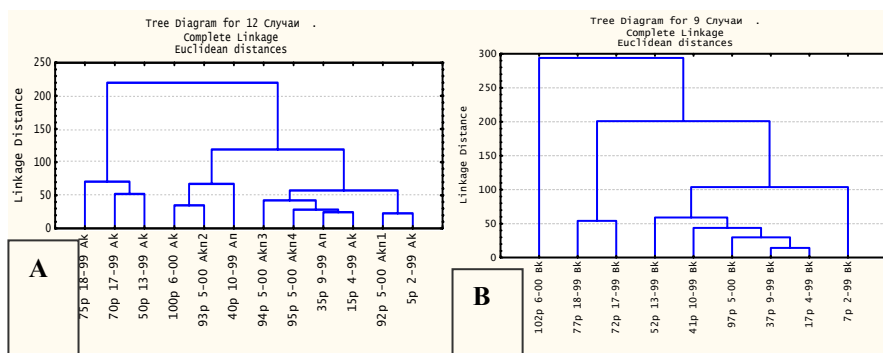 Tree Diagram for 12 Случаи .
Complete Linkage
Euclidean distances
Linkage Distance
250
200
150
100
50
0
75p 18-99 Ak
70p 17-99 Ak
50p 13-99 Ak
100p 6-00 Ak
93p 5-00 Akn2
40p 10-99 An
94p 5-00 Akn3
95p 5-00 Akn4
35p 9-99 An
15p 4-99 Ak
92p 5-00 Akn1
5p 2-99 Ak
A
Tree Diagram for 9 Случаи .
Complete Linkage
Euclidean distances
Linkage Distance
300
250
200
150
100
50
0
102p 6-00 Bk
77p 18-99 Bk
72p 17-99 Bk
52p 13-99 Bk
41p 10-99 Bk
97p 5-00 Bk
37p 9-99 Bk
17p 4-99 Bk
7p 2-99 Bk
B